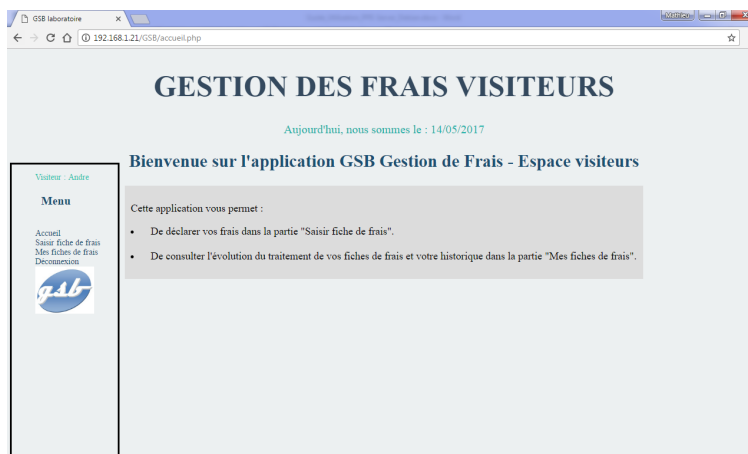 GSB laboratoire
Mathieu
192.168.1.21/GSB/accueil.php
GESTION DES FRAIS VISITEURS
Aujourd'hui, nous sommes le : 14/05/2017
Bienvenue sur l'application GSB Gestion de Frais - Espace visiteurs
Visiteur : Andre
Menu
Accueil
Saisir fiche de frais
Mes fiches de frais
Déconnexion
gsb
Cette application vous permet :
• De déclarer vos frais dans la partie "Saisir fiche de frais".
• De consulter l'évolution du traitement de vos fiches de frais et votre historique dans la partie "Mes fiches de frais".